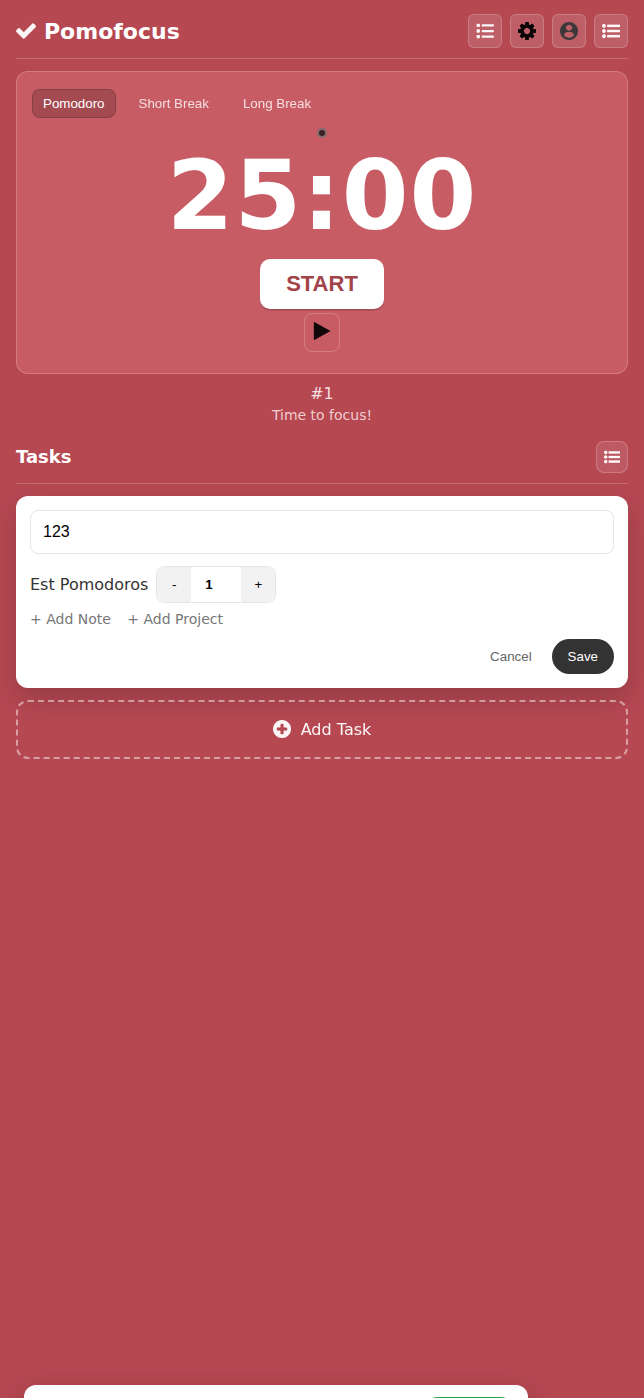 Pomofocus
Pomodoro Short Break Long Break
25:00
START
#1
Time to focus!
Tasks
123
Est Pomodoros - 1 +
+ Add Note + Add Project
Cancel Save
Add Task